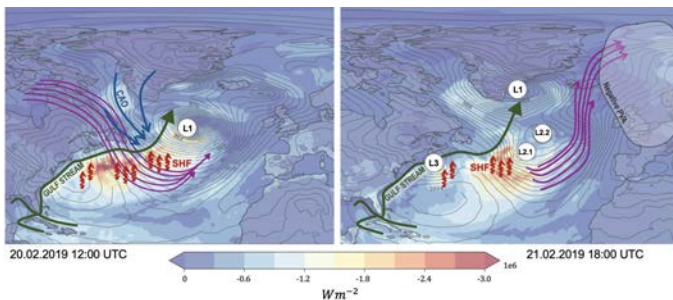 CAO
L1
SHF
GULF STREAM
20.02.2019 12:00 UTC
L1
L2.2
L2.1
L3
SHF
GULF STREAM
Negative PVA
21.02.2019 18:00 UTC
0 -0.6 -1.2 -1.8 -2.4 -3.0
1e6
Wm⁻²